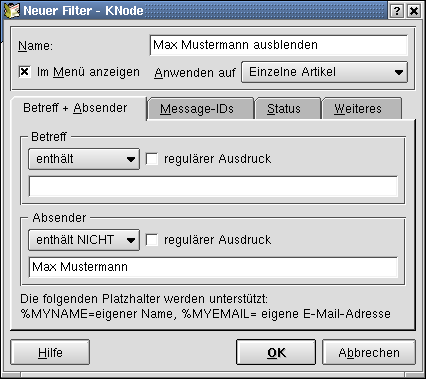 Neuer Filter - KNode
Name: Max Mustermann ausblenden
Im Menü anzeigen Anwenden auf Einzelne Artikel
Betreff + Absender Message-IDs Status Weiteres
Betreff
enthält regulärer Ausdruck
Absender
enthält NICHT regulärer Ausdruck
Max Mustermann
Die folgenden Platzhalter werden unterstützt:
%MYNAME=eigener Name, %MYEMAIL= eigene E-Mail-Adresse
Hilfe OK Abbrechen